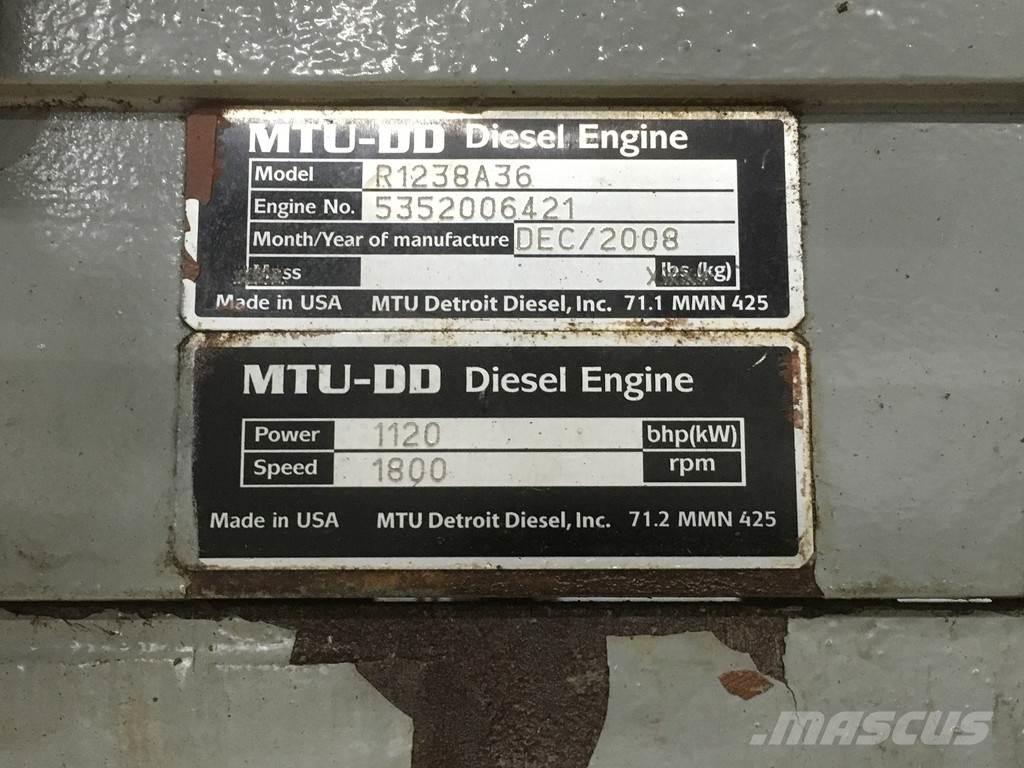 MTU-DD Diesel Engine
Model R1238A36
Engine No. 5352006421
Month/Year of manufacture DEC/2008
Mass lbs (kg)
Made in USA MTU Detroit Diesel, Inc. 71.1 MMN 425
MTU-DD Diesel Engine
Power 1120 bhp(kW)
Speed 1800 rpm
Made in USA MTU Detroit Diesel, Inc. 71.2 MMN 425
MASCUS